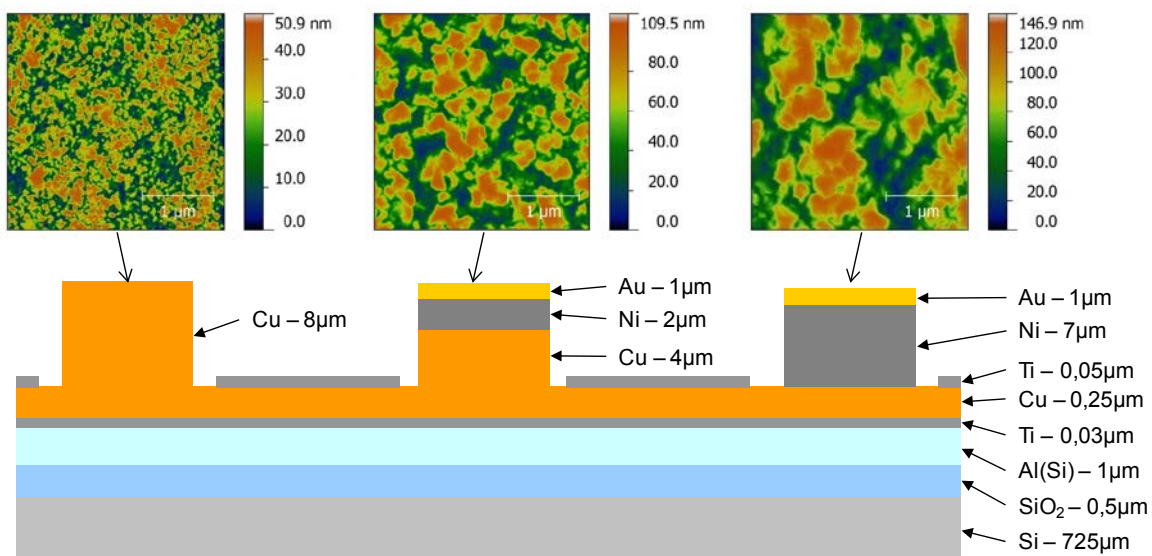 50.9 nm
40.0
30.0
20.0
10.0
0.0
1 µm
109.5 nm
80.0
60.0
40.0
20.0
0.0
1 µm
146.9 nm
120.0
100.0
80.0
60.0
40.0
20.0
0.0
1 µm
Cu – 8µm
Au – 1µm
Ni – 2µm
Cu – 4µm
Au – 1µm
Ni – 7µm
Ti – 0,05µm
Cu – 0,25µm
Ti – 0,03µm
Al(Si) – 1µm
SiO₂ – 0,5µm
Si – 725µm